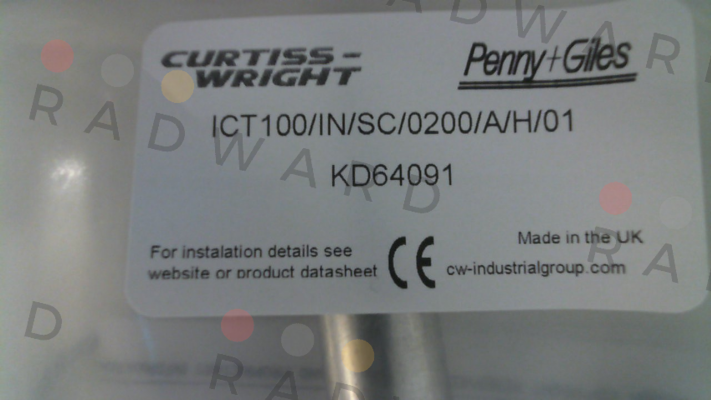 RADWARD
CURTISS-
WRIGHT
Penny+Giles
ICT100/IN/SC/0200/A/H/01
KD64091
For instalation details see
website or product datasheet
CE
Made in the UK
cw-industrialgroup.com